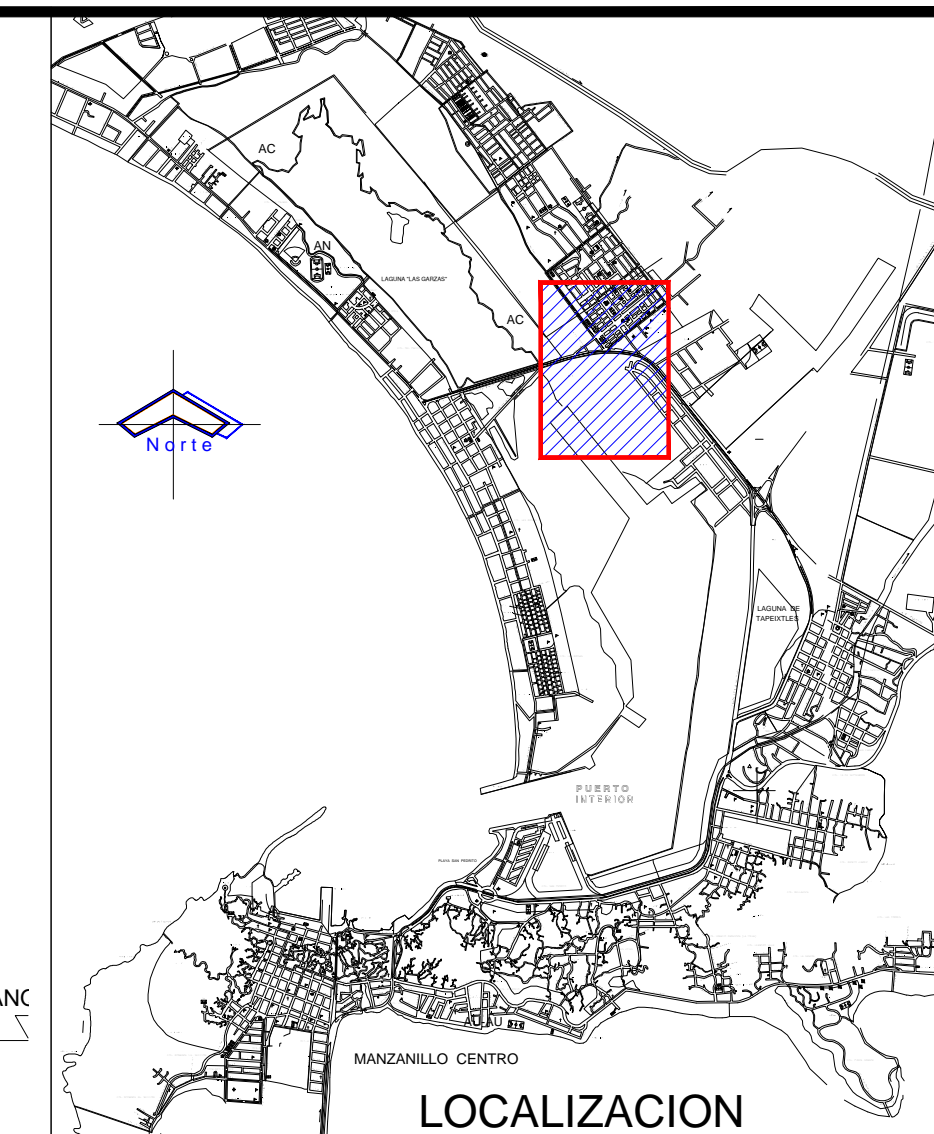 AC
AN
LAGUNA "LAS GARZAS"
AC
Norte
LAGUNA DE
TAPEIXTLES
PUERTO
INTERIOR
PLAYA SAN PEDRITO
MANZANILLO CENTRO
LOCALIZACION